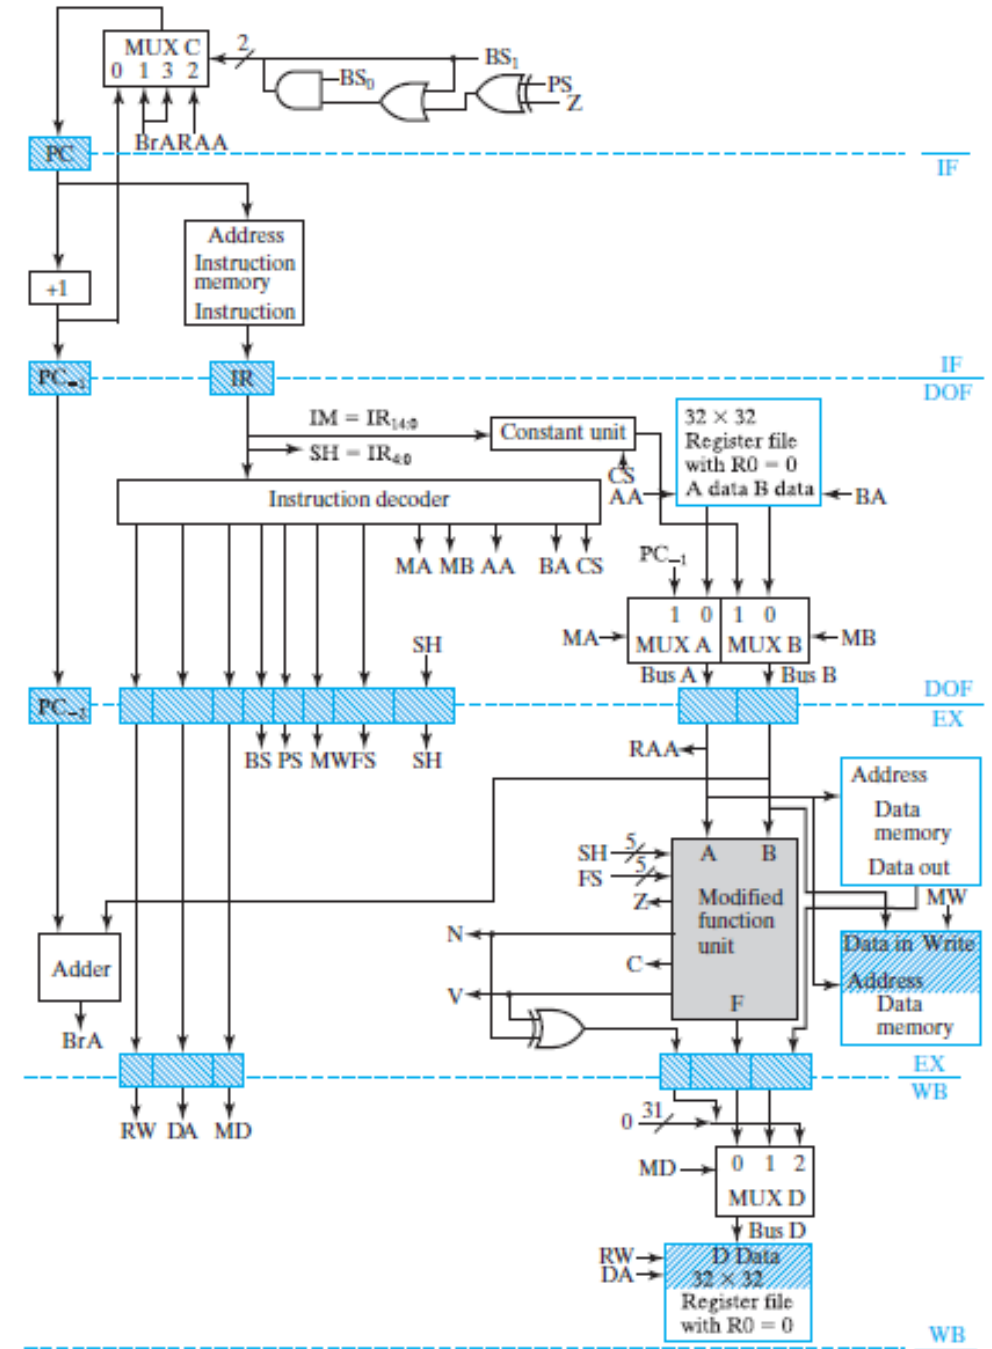 MUX C
0 1 3 2
2
BS1
BS0
PS
Z
BrA RAA
PC
IF
Address
Instruction
memory
Instruction
+1
PC-1
IR
IF
DOF
IM = IR14:0
SH = IR4:0
Constant unit
CS
32 × 32
Register file
with R0 = 0
A data B data
AA
BA
Instruction decoder
MA MB AA BA CS
PC-1
1 0 1 0
MA
MUX A
MUX B
MB
SH
Bus A
Bus B
PC-2
DOF
EX
BS PS MW FS SH
RAA
Address
Data
memory
Data out
SH
5
FS
5
A B
Z
Modified
function
unit
N
C
V
F
MW
Data in Write
Address
Data
memory
Adder
BrA
EX
WB
RW DA MD
0
31
MD
0 1 2
MUX D
Bus D
RW
DA
D Data
32 × 32
Register file
with R0 = 0
WB